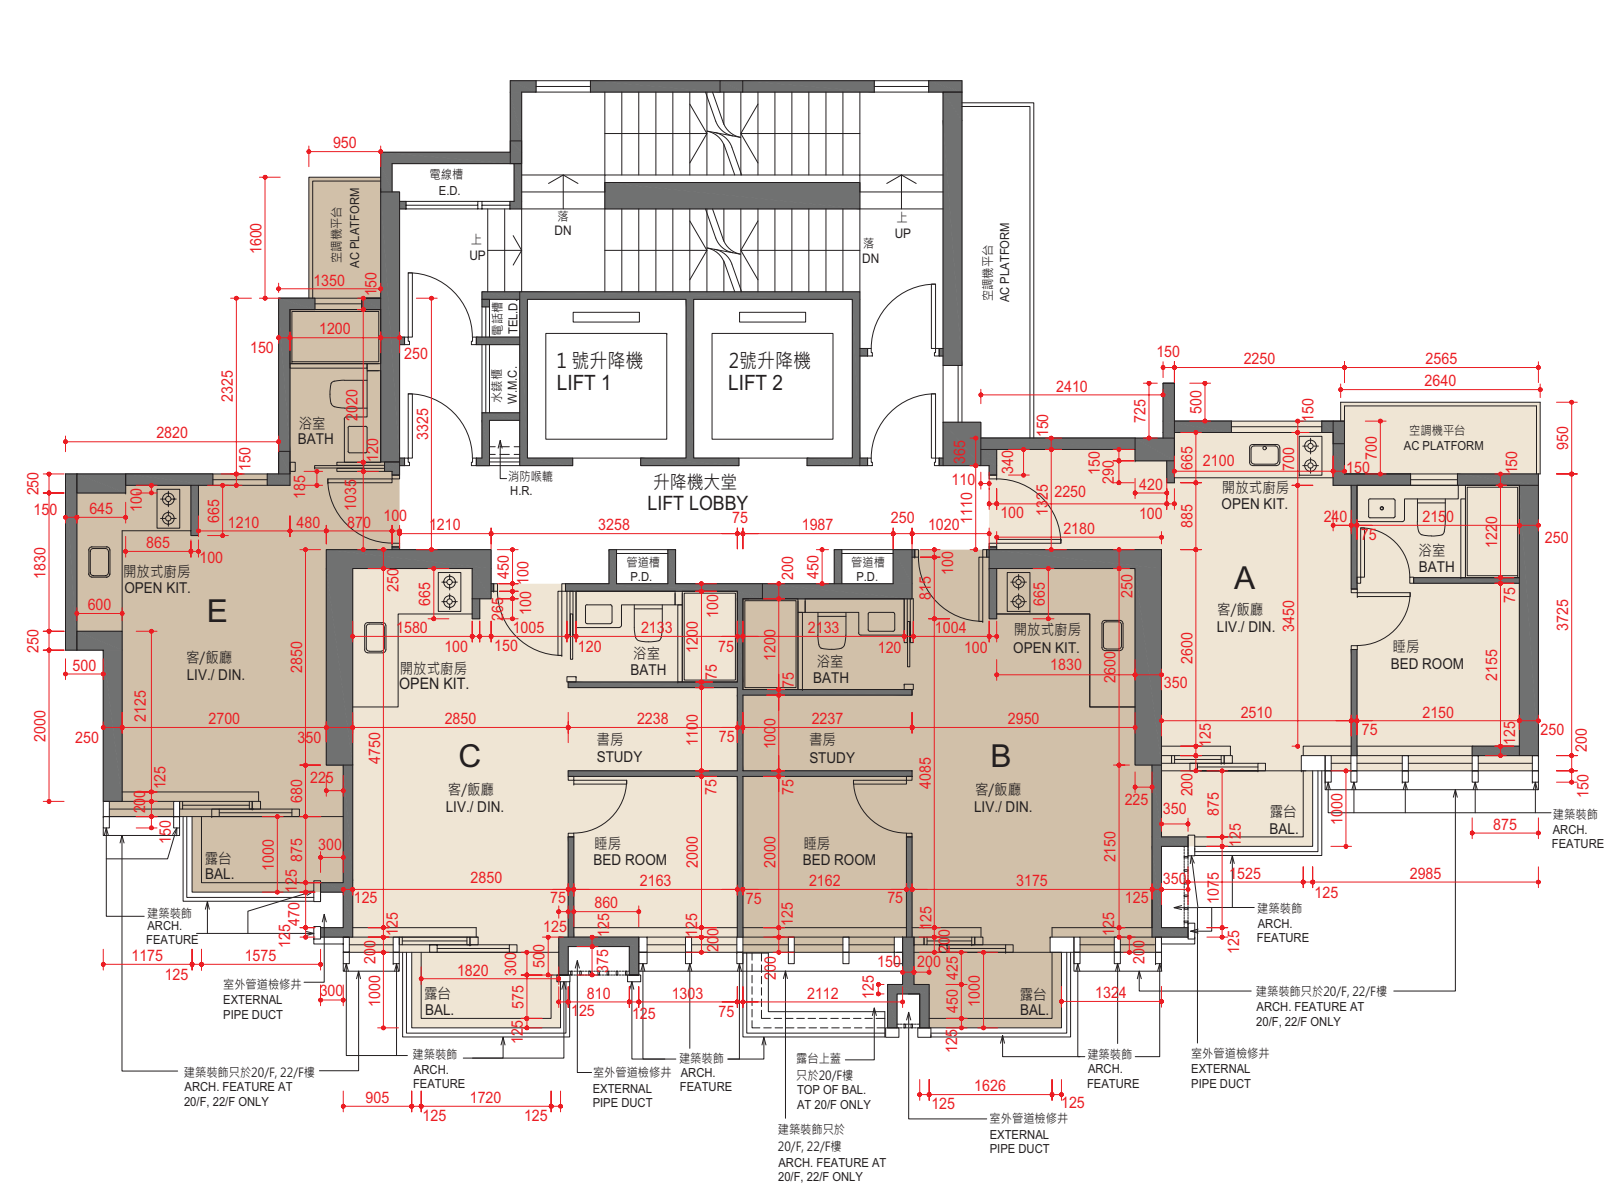 950
電線槽
E.D.
1600
空調機平台
AC PLATFORM
落
DN
上
UP
上
UP
落
DN
空調機平台
AC PLATFORM
1350
150
1200
150
250
2325
3325
電話槽
TEL.D.
水錶櫃
W.M.C.
1 號升降機
LIFT 1
2號升降機
LIFT 2
150
2250
2565
2640
2410
725
500
150
950
2020
浴室
BATH
120
2820
150
185
1035
消防喉轆
H.R.
升降機大堂
LIFT LOBBY
365
150
340
110
1110
1325
150
290
420
2250
100
100
2180
665
2100
700
150
700
空調機平台
AC PLATFORM
150
開放式廚房
OPEN KIT.
885
240
75
2150
1220
250
3725
浴室
BATH
75
250
150
645
100
665
1210
480
870
100
1210
3258
75
1987
250
1020
1830
865
100
開放式廚房
OPEN KIT.
600
E
250
500
客/飯廳
LIV./ DIN.
2850
2125
2700
350
250
2000
225
680
125
200
150
250
665
450
100
265
100
管道槽
P.D.
200
450
管道槽
P.D.
815
100
665
250
1580
100
150
1005
120
2133
1200
100
75
75
1200
2133
120
1004
100
開放式廚房
OPEN KIT.
浴室
BATH
浴室
BATH
75
開放式廚房
OPEN KIT.
1830
2600
350
A
客/飯廳
LIV./ DIN.
3450
2600
睡房
BED ROOM
2155
2850
2238
1100
75
1000
2237
2950
2510
75
2150
125
250
125
200
4750
C
書房
STUDY
書房
STUDY
B
4085
客/飯廳
LIV./ DIN.
75
75
客/飯廳
LIV./ DIN.
225
睡房
BED ROOM
2000
2000
睡房
BED ROOM
2150
200
350
875
露台
BAL.
125
1000
150
875
建築裝飾
ARCH.
FEATURE
露台
BAL.
1000
875
300
125
470
125
125
2850
75
2163
75
2162
75
3175
125
350
1075
1525
125
2985
建築裝飾
ARCH.
FEATURE
125
860
125
125
125
125
建築裝飾
ARCH.
FEATURE
125
1175
125
1575
300
室外管道檢修井
EXTERNAL
PIPE DUCT
200
1000
1820
300
500
575
125
露台
BAL.
375
200
125
810
125
1303
75
200
2112
150
200
125
200
425
450
1000
125
露台
BAL.
200
1324
建築裝飾只於20/F, 22/F樓
ARCH. FEATURE AT
20/F, 22/F ONLY
建築裝飾只於20/F, 22/F樓
ARCH. FEATURE AT
20/F, 22/F ONLY
建築裝飾
ARCH.
FEATURE
室外管道檢修井
EXTERNAL
PIPE DUCT
建築裝飾
ARCH.
FEATURE
露台上蓋
只於20/F樓
TOP OF BAL.
AT 20/F ONLY
建築裝飾
ARCH.
FEATURE
室外管道檢修井
EXTERNAL
PIPE DUCT
905
125
1720
125
125
1626
125
建築裝飾只於
20/F, 22/F樓
ARCH. FEATURE AT
20/F, 22/F ONLY
室外管道檢修井
EXTERNAL
PIPE DUCT